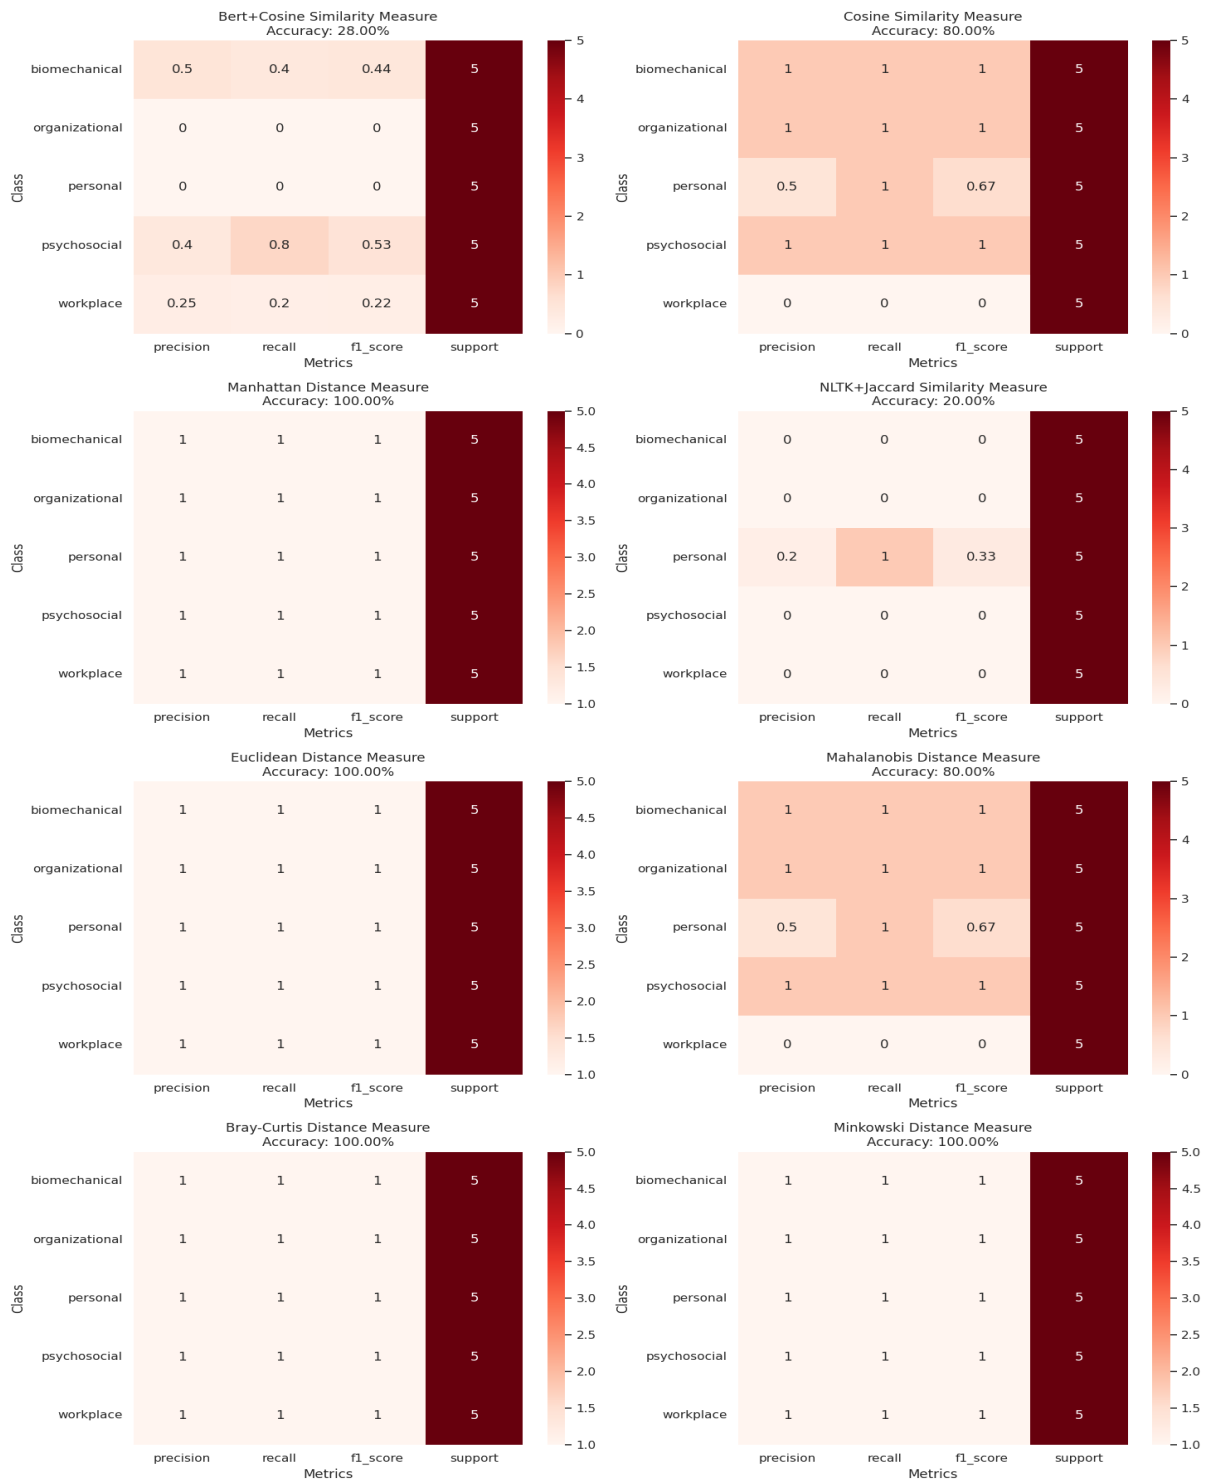 Bert+Cosine Similarity Measure
Accuracy: 28.00%
Class
biomechanical 0.5 0.4 0.44 5
organizational 0 0 0 5
personal 0 0 0 5
psychosocial 0.4 0.8 0.53 5
workplace 0.25 0.2 0.22 5
precision recall f1_score support
Metrics
5
4
3
2
1
0
Cosine Similarity Measure
Accuracy: 80.00%
Class
biomechanical 1 1 1 5
organizational 1 1 1 5
personal 0.5 1 0.67 5
psychosocial 1 1 1 5
workplace 0 0 0 5
precision recall f1_score support
Metrics
5
4
3
2
1
0
Manhattan Distance Measure
Accuracy: 100.00%
Class
biomechanical 1 1 1 5
organizational 1 1 1 5
personal 1 1 1 5
psychosocial 1 1 1 5
workplace 1 1 1 5
precision recall f1_score support
Metrics
5.0
4.5
4.0
3.5
3.0
2.5
2.0
1.5
1.0
NLTK+Jaccard Similarity Measure
Accuracy: 20.00%
Class
biomechanical 0 0 0 5
organizational 0 0 0 5
personal 0.2 1 0.33 5
psychosocial 0 0 0 5
workplace 0 0 0 5
precision recall f1_score support
Metrics
5
4
3
2
1
0
Euclidean Distance Measure
Accuracy: 100.00%
Class
biomechanical 1 1 1 5
organizational 1 1 1 5
personal 1 1 1 5
psychosocial 1 1 1 5
workplace 1 1 1 5
precision recall f1_score support
Metrics
5.0
4.5
4.0
3.5
3.0
2.5
2.0
1.5
1.0
Mahalanobis Distance Measure
Accuracy: 80.00%
Class
biomechanical 1 1 1 5
organizational 1 1 1 5
personal 0.5 1 0.67 5
psychosocial 1 1 1 5
workplace 0 0 0 5
precision recall f1_score support
Metrics
5
4
3
2
1
0
Bray-Curtis Distance Measure
Accuracy: 100.00%
Class
biomechanical 1 1 1 5
organizational 1 1 1 5
personal 1 1 1 5
psychosocial 1 1 1 5
workplace 1 1 1 5
precision recall f1_score support
Metrics
5.0
4.5
4.0
3.5
3.0
2.5
2.0
1.5
1.0
Minkowski Distance Measure
Accuracy: 100.00%
Class
biomechanical 1 1 1 5
organizational 1 1 1 5
personal 1 1 1 5
psychosocial 1 1 1 5
workplace 1 1 1 5
precision recall f1_score support
Metrics
5.0
4.5
4.0
3.5
3.0
2.5
2.0
1.5
1.0